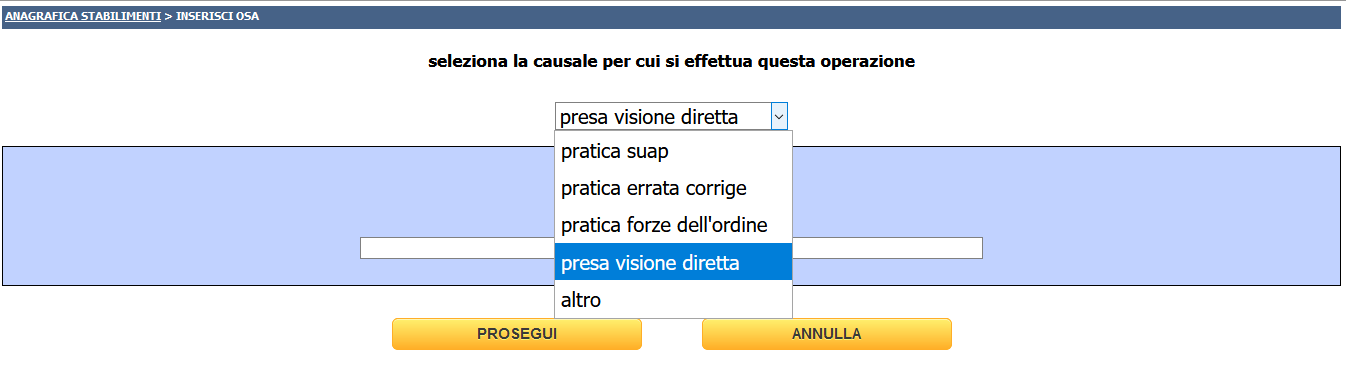 ANAGRAFICA STABILIMENTI > INSERISCI OSA
seleziona la causale per cui si effettua questa operazione
presa visione diretta
pratica suap
pratica errata corrige
pratica forze dell'ordine
presa visione diretta
altro
PROSEGUI ANNULLA